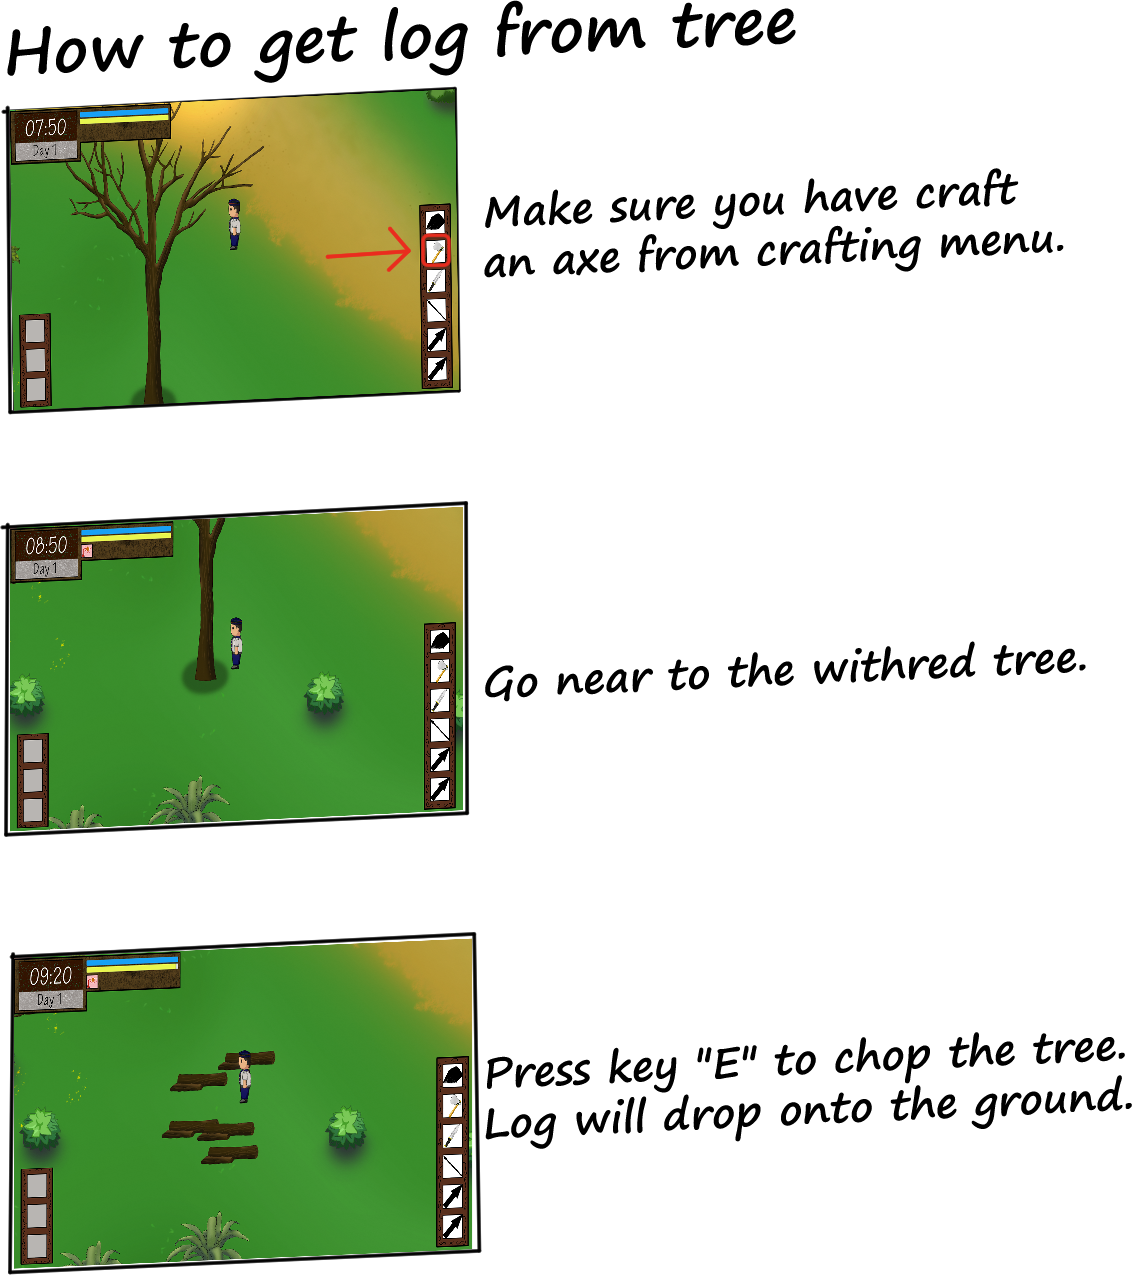 How to get log from tree
07:50
Day 1
Make sure you have craft
an axe from crafting menu.
08:50
Day 1
Go near to the withred tree.
09:20
Day 1
Press key "E" to chop the tree.
Log will drop onto the ground.